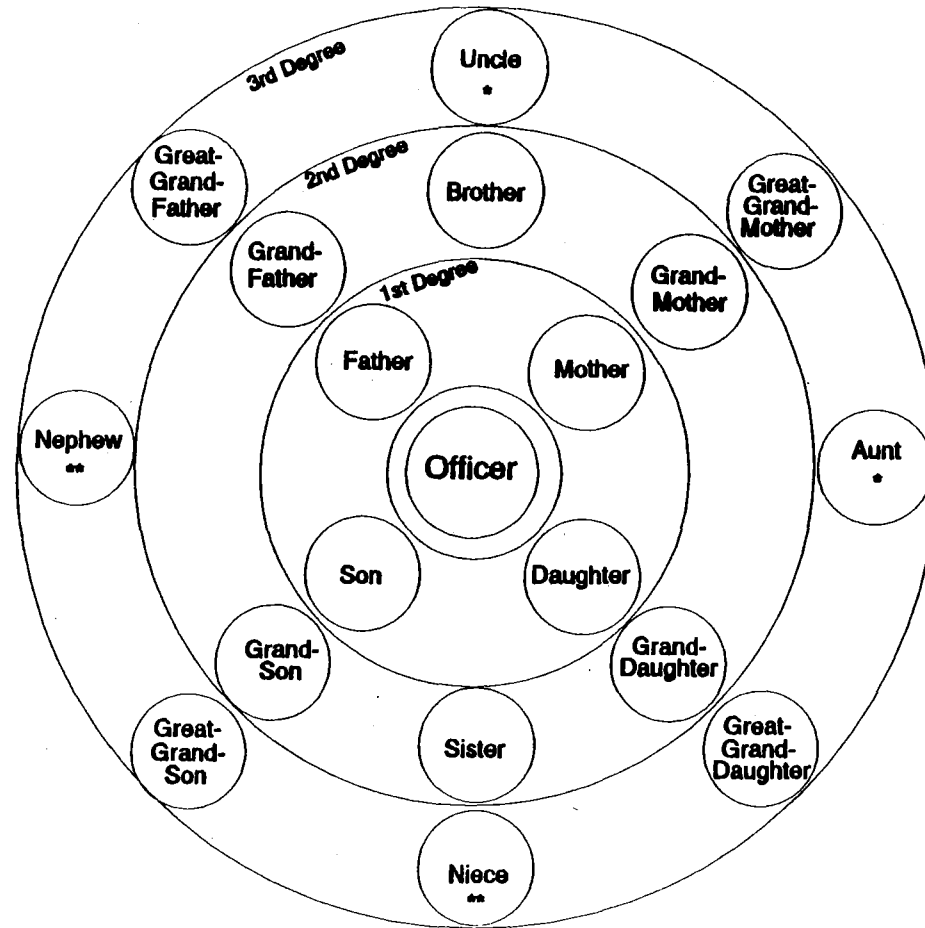 3rd Degree
Uncle
*
Great-
Grand-
Father
2nd Degree
Brother
Great-
Grand-
Mother
Grand-
Father
1st Degree
Grand-
Mother
Father
Mother
Nephew
**
Officer
Aunt
*
Son
Daughter
Grand-
Son
Grand-
Daughter
Great-
Grand-
Son
Sister
Great-
Grand-
Daughter
Niece
**